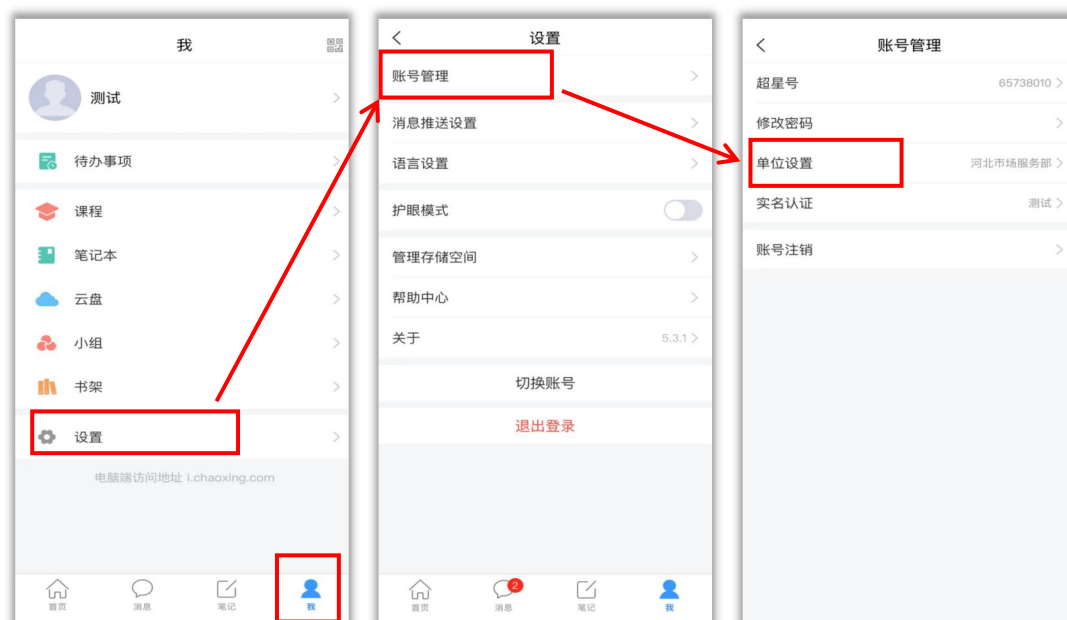 我
测试
待办事项
课程
笔记本
云盘
小组
书架
设置
电脑端访问地址 i.chaoxing.com
首页
消息
笔记
我
设置
账号管理
消息推送设置
语言设置
护眼模式
管理存储空间
帮助中心
关于 5.3.1
切换账号
退出登录
2
首页
消息
笔记
我
账号管理
超星号 65738010
修改密码
单位设置 河北市场服务部
实名认证 测试
账号注销